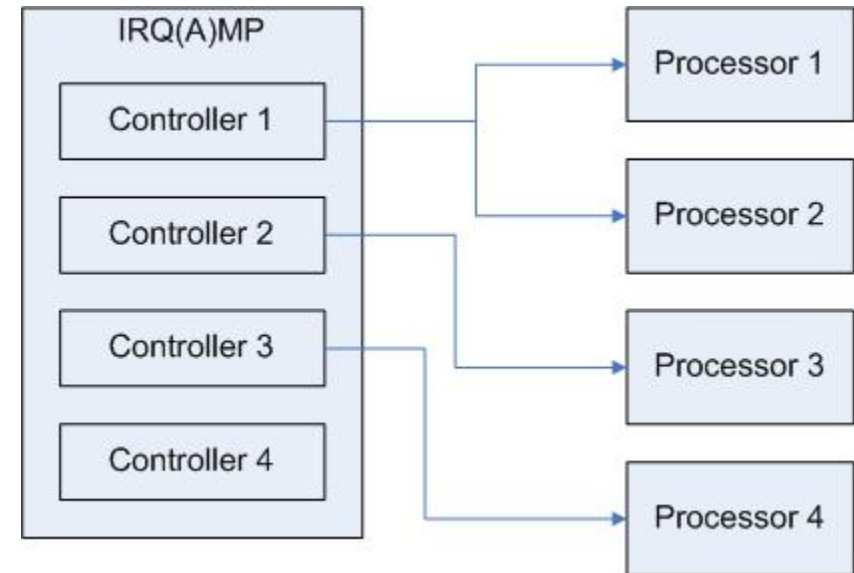 IRQ(A)MP
Controller 1
Controller 2
Controller 3
Controller 4
Processor 1
Processor 2
Processor 3
Processor 4